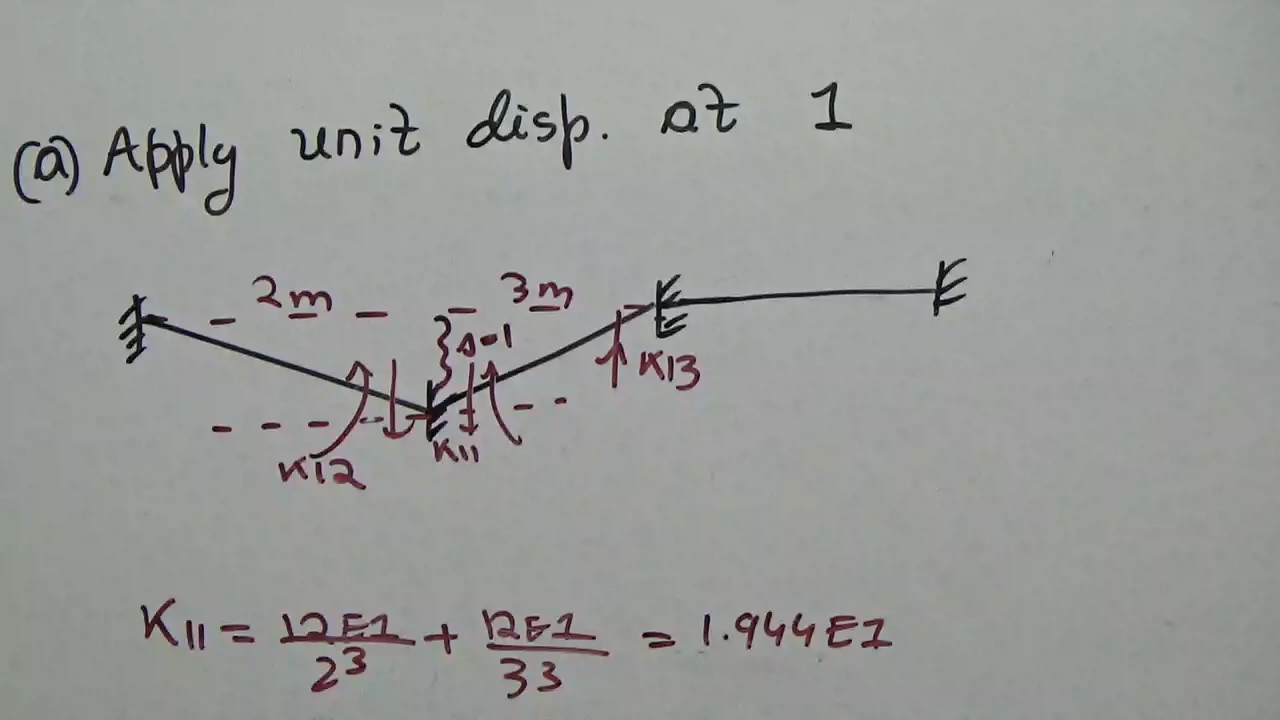 (a) Apply unit disp. at 1
2m 3m
Δ=1
K13
K11
K12
K11 = 12EI/2³ + 12EI/3³ = 1.944EI